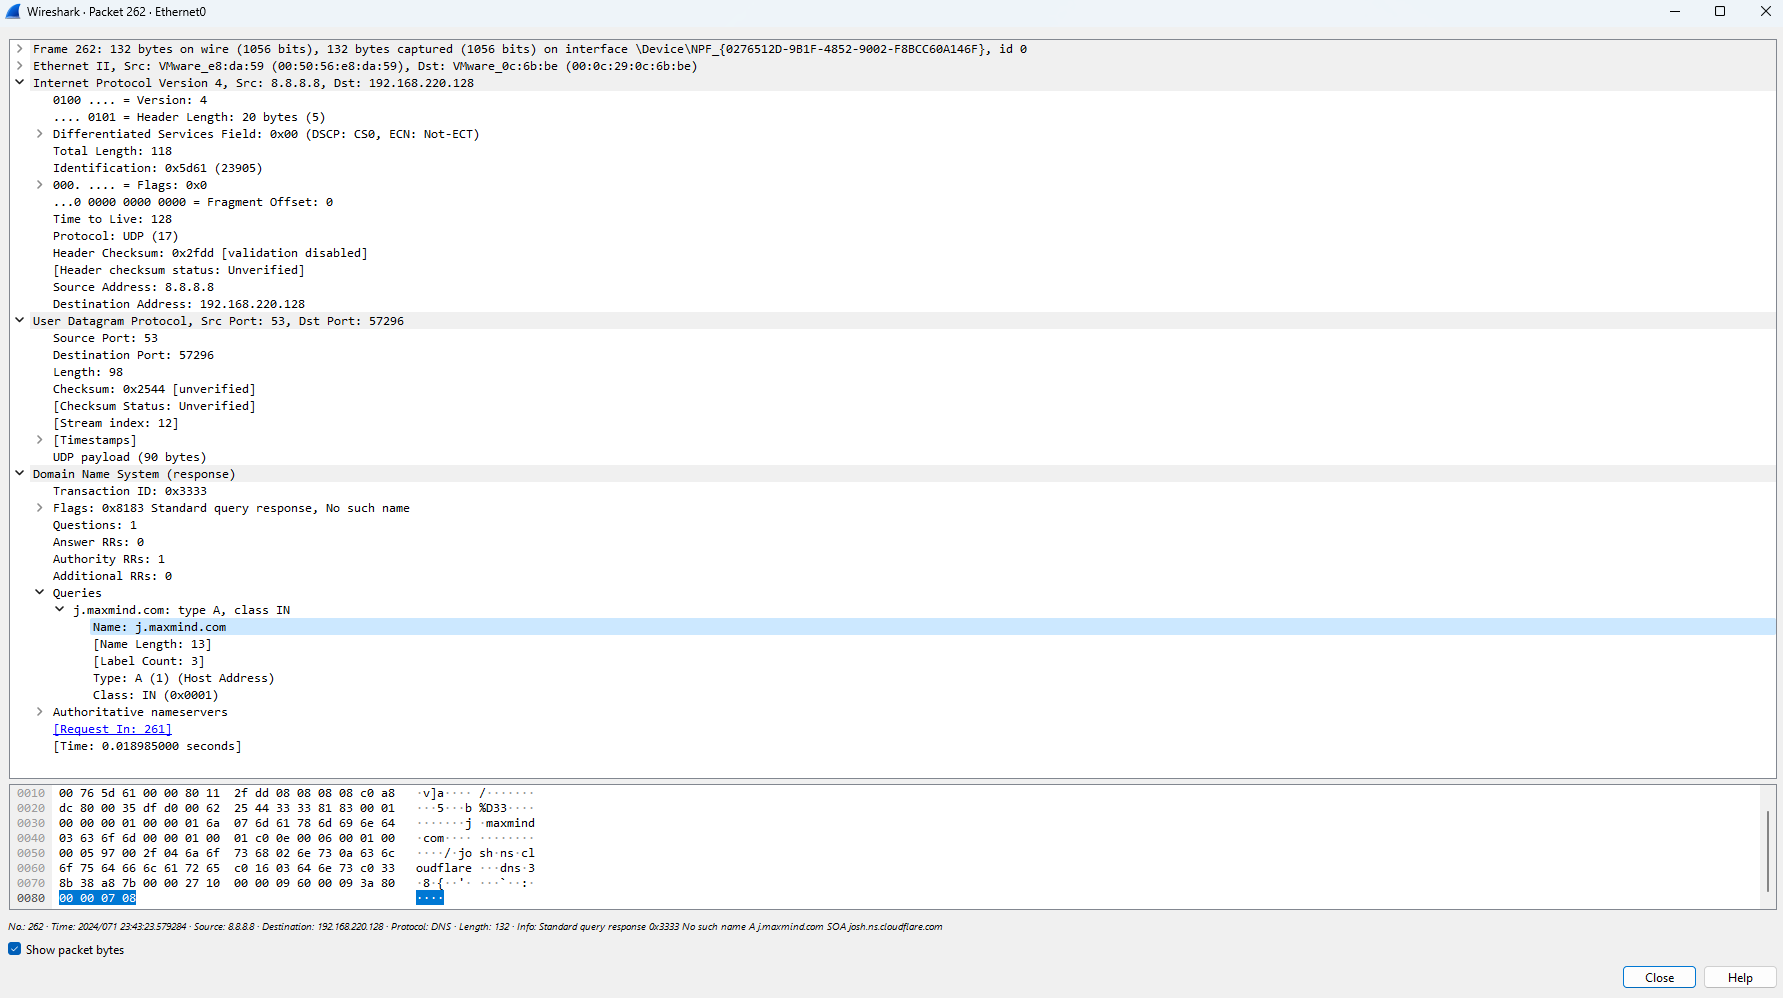 Wireshark · Packet 262 · Ethernet0
Frame 262: 132 bytes on wire (1056 bits), 132 bytes captured (1056 bits) on interface \Device\NPF_{0276512D-9B1F-4852-9002-F8BCC60A146F}, id 0
Ethernet II, Src: VMware_e8:da:59 (00:50:56:e8:da:59), Dst: VMware_0c:6b:be (00:0c:29:0c:6b:be)
Internet Protocol Version 4, Src: 8.8.8.8, Dst: 192.168.220.128
0100 .... = Version: 4
.... 0101 = Header Length: 20 bytes (5)
Differentiated Services Field: 0x00 (DSCP: CS0, ECN: Not-ECT)
Total Length: 118
Identification: 0x5d61 (23905)
000. .... = Flags: 0x0
...0 0000 0000 0000 = Fragment Offset: 0
Time to Live: 128
Protocol: UDP (17)
Header Checksum: 0x2fdd [validation disabled]
[Header checksum status: Unverified]
Source Address: 8.8.8.8
Destination Address: 192.168.220.128
User Datagram Protocol, Src Port: 53, Dst Port: 57296
Source Port: 53
Destination Port: 57296
Length: 98
Checksum: 0x2544 [unverified]
[Checksum Status: Unverified]
[Stream index: 12]
[Timestamps]
UDP payload (90 bytes)
Domain Name System (response)
Transaction ID: 0x3333
Flags: 0x8183 Standard query response, No such name
Questions: 1
Answer RRs: 0
Authority RRs: 1
Additional RRs: 0
Queries
j.maxmind.com: type A, class IN
Name: j.maxmind.com
[Name Length: 13]
[Label Count: 3]
Type: A (1) (Host Address)
Class: IN (0x0001)
Authoritative nameservers
[Request In: 261]
[Time: 0.018985000 seconds]
0010 00 76 5d 61 00 00 80 11 2f dd 08 08 08 08 c0 a8 ·v]a···· /·······
0020 dc 80 00 35 df d0 00 62 25 44 33 33 81 83 00 01 ···5···b %D33····
0030 00 00 00 01 00 00 01 6a 07 6d 61 78 6d 69 6e 64 ·······j ·maxmind
0040 03 63 6f 6d 00 00 01 00 01 c0 0e 00 06 00 01 00 ·com···· ········
0050 00 05 97 00 2f 04 6a 6f 73 68 02 6e 73 0a 63 6c ····/·jo sh·ns·cl
0060 6f 75 64 66 6c 61 72 65 c0 16 03 64 6e 73 c0 33 oudflare ···dns·3
0070 8b 38 a8 7b 00 00 27 10 00 00 09 60 00 09 3a 80 ·8·{··'· ···`··:·
0080 00 00 07 08 ····
No.: 262 · Time: 2024/071 23:43:23.579284 · Source: 8.8.8.8 · Destination: 192.168.220.128 · Protocol: DNS · Length: 132 · Info: Standard query response 0x3333 No such name A j.maxmind.com SOA josh.ns.cloudflare.com
Show packet bytes
Close
Help